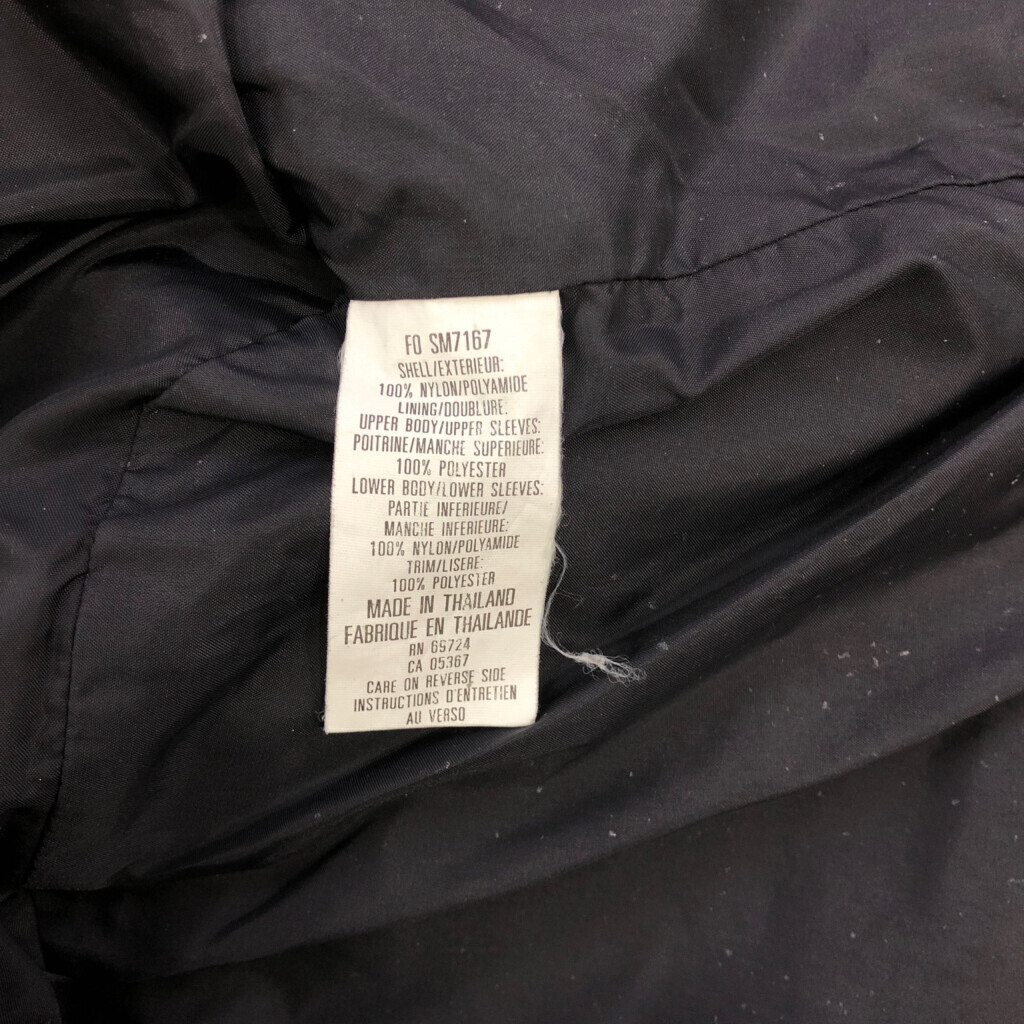 FO SM7167
SHELL/EXTERIEUR:
100% NYLON/POLYAMIDE
LINING/DOUBLURE:
UPPER BODY/UPPER SLEEVES:
POITRINE/MANCHE SUPERIEURE:
100% POLYESTER
LOWER BODY/LOWER SLEEVES:
PARTIE INFERIEURE/
MANCHE INFERIEURE:
100% NYLON/POLYAMIDE
TRIM/LISERE:
100% POLYESTER
MADE IN THAILAND
FABRIQUE EN THAILANDE
RN 69724
CA 05367
CARE ON REVERSE SIDE
INSTRUCTIONS D'ENTRETIEN
AU VERSO